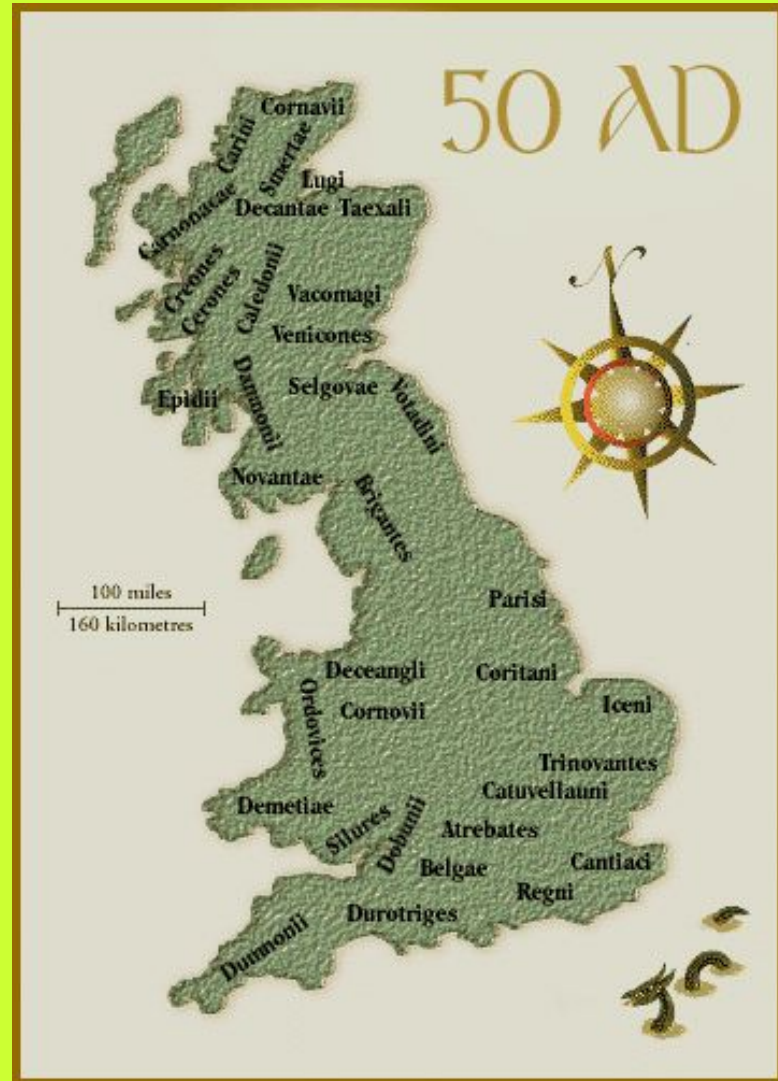 50 AD
N
Cornavii
Carini
Smertae
Lugi
Carnonacae
Decantae
Taexali
Creones
Cerones
Caledonii
Vacomagi
Venicones
Epidii
Damnonii
Selgovae
Votadini
Novantae
Brigantes
100 miles
160 kilometres
Parisi
Deceangli
Coritani
Ordovices
Cornovii
Iceni
Trinovantes
Catuvellauni
Demetiae
Silures
Dobunii
Atrebates
Belgae
Cantiaci
Regni
Durotriges
Dumnonii